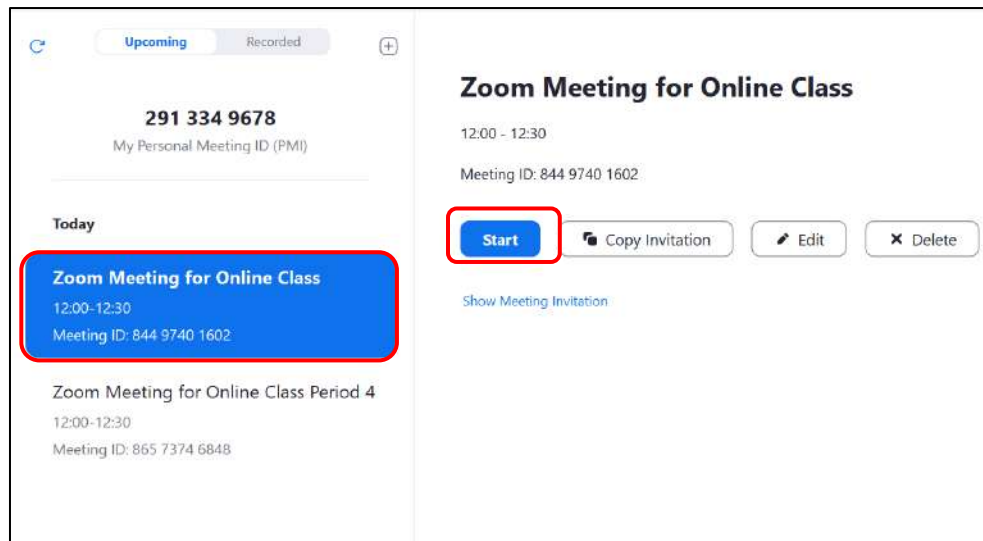 Upcoming
Recorded
291 334 9678
My Personal Meeting ID (PMI)
Today
Zoom Meeting for Online Class
12:00-12:30
Meeting ID: 844 9740 1602
Zoom Meeting for Online Class Period 4
12:00-12:30
Meeting ID: 865 7374 6848
Zoom Meeting for Online Class
12:00 - 12:30
Meeting ID: 844 9740 1602
Start
Copy Invitation
Edit
Delete
Show Meeting Invitation